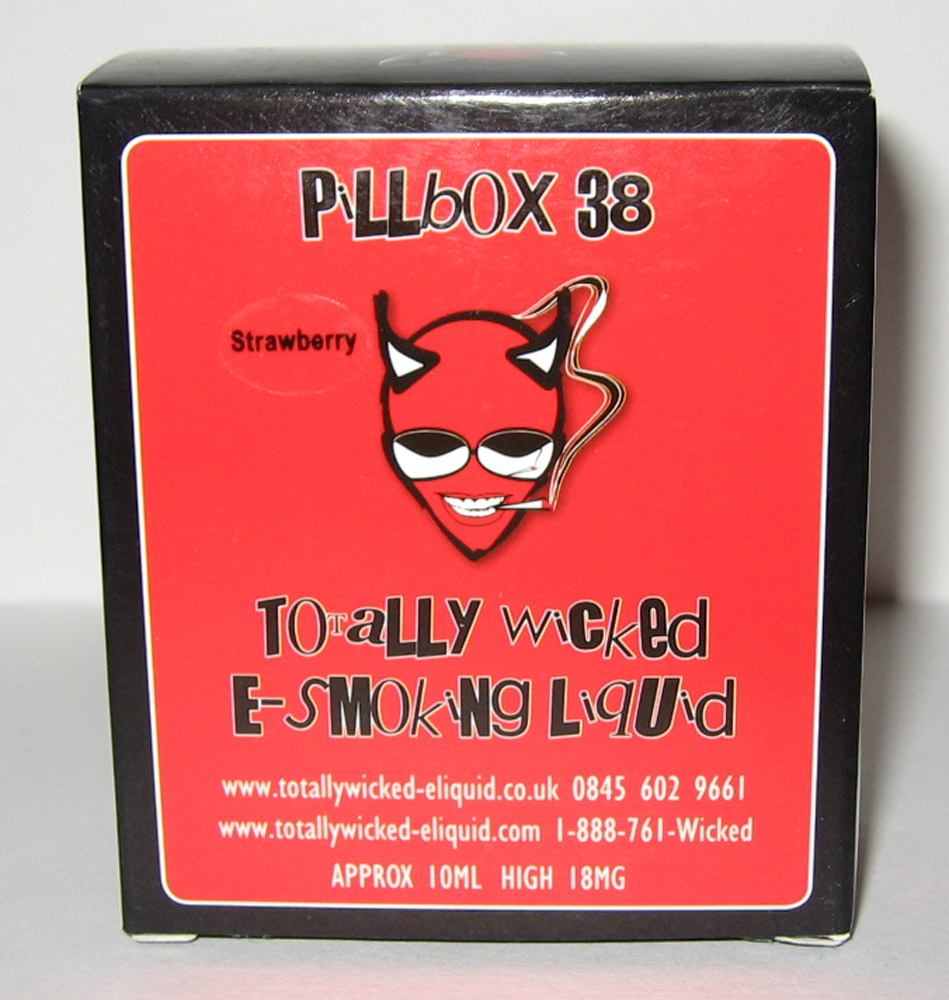 PiLLbOX 38
Strawberry
TOTaLLY wicked
E-SMOkiNg LiqUid
www.totallywicked-eliquid.co.uk 0845 602 9661
www.totallywicked-eliquid.com 1-888-761-Wicked
APPROX 10ML HIGH 18MG